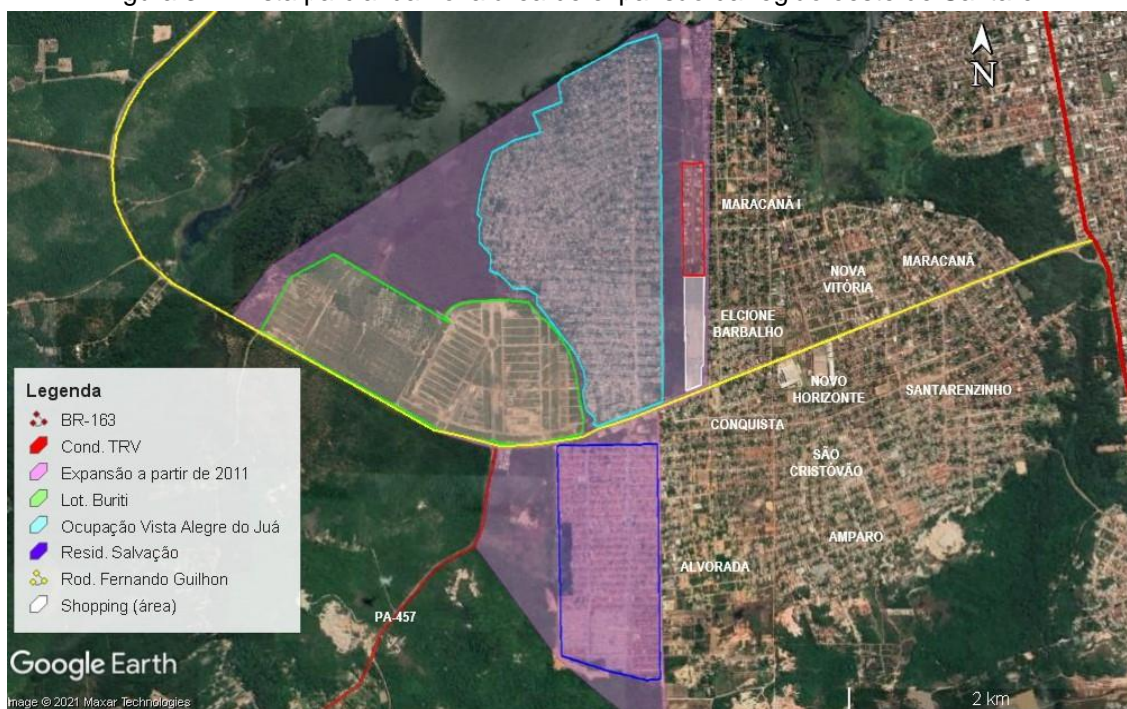 N
MARACANÃ I
MARACANÃ
NOVA
VITÓRIA
ELCIONE
BARBALHO
NOVO
HORIZONTE
SANTARENZINHO
CONQUISTA
SÃO
CRISTÓVÃO
AMPARO
ALVORADA
PA-457
Legenda
BR-163
Cond. TRV
Expansão a partir de 2011
Lot. Buriti
Ocupação Vista Alegre do Juá
Resid. Salvação
Rod. Fernando Guilhon
Shopping (área)
Google Earth
Image © 2021 Maxar Technologies
2 km